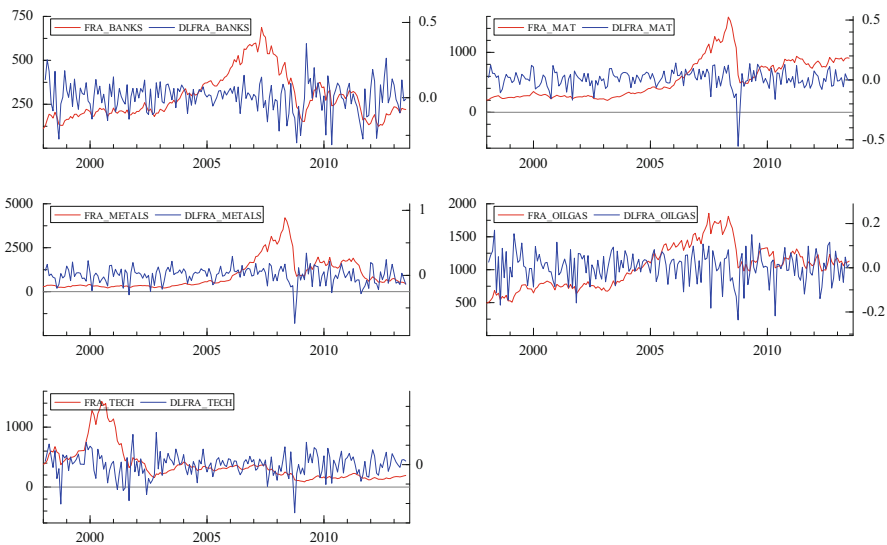 FRA_BANKS DLFRA_BANKS
750
500
250
0.5
0.0
2000 2005 2010
FRA_MAT DLFRA_MAT
1000
0
0.5
0.0
-0.5
2000 2005 2010
FRA_METALS DLFRA_METALS
5000
2500
0
1
0
2000 2005 2010
FRA_OILGAS DLFRA_OILGAS
2000
1500
1000
500
0.2
0.0
-0.2
2000 2005 2010
FRA_TECH DLFRA_TECH
1000
0
0
2000 2005 2010